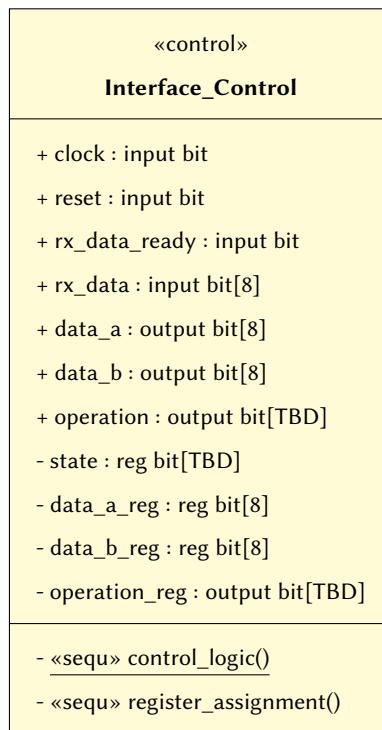 «control»
Interface_Control
+ clock : input bit
+ reset : input bit
+ rx_data_ready : input bit
+ rx_data : input bit[8]
+ data_a : output bit[8]
+ data_b : output bit[8]
+ operation : output bit[TBD]
- state : reg bit[TBD]
- data_a_reg : reg bit[8]
- data_b_reg : reg bit[8]
- operation_reg : output bit[TBD]
- «sequ» control_logic()
- «sequ» register_assignment()